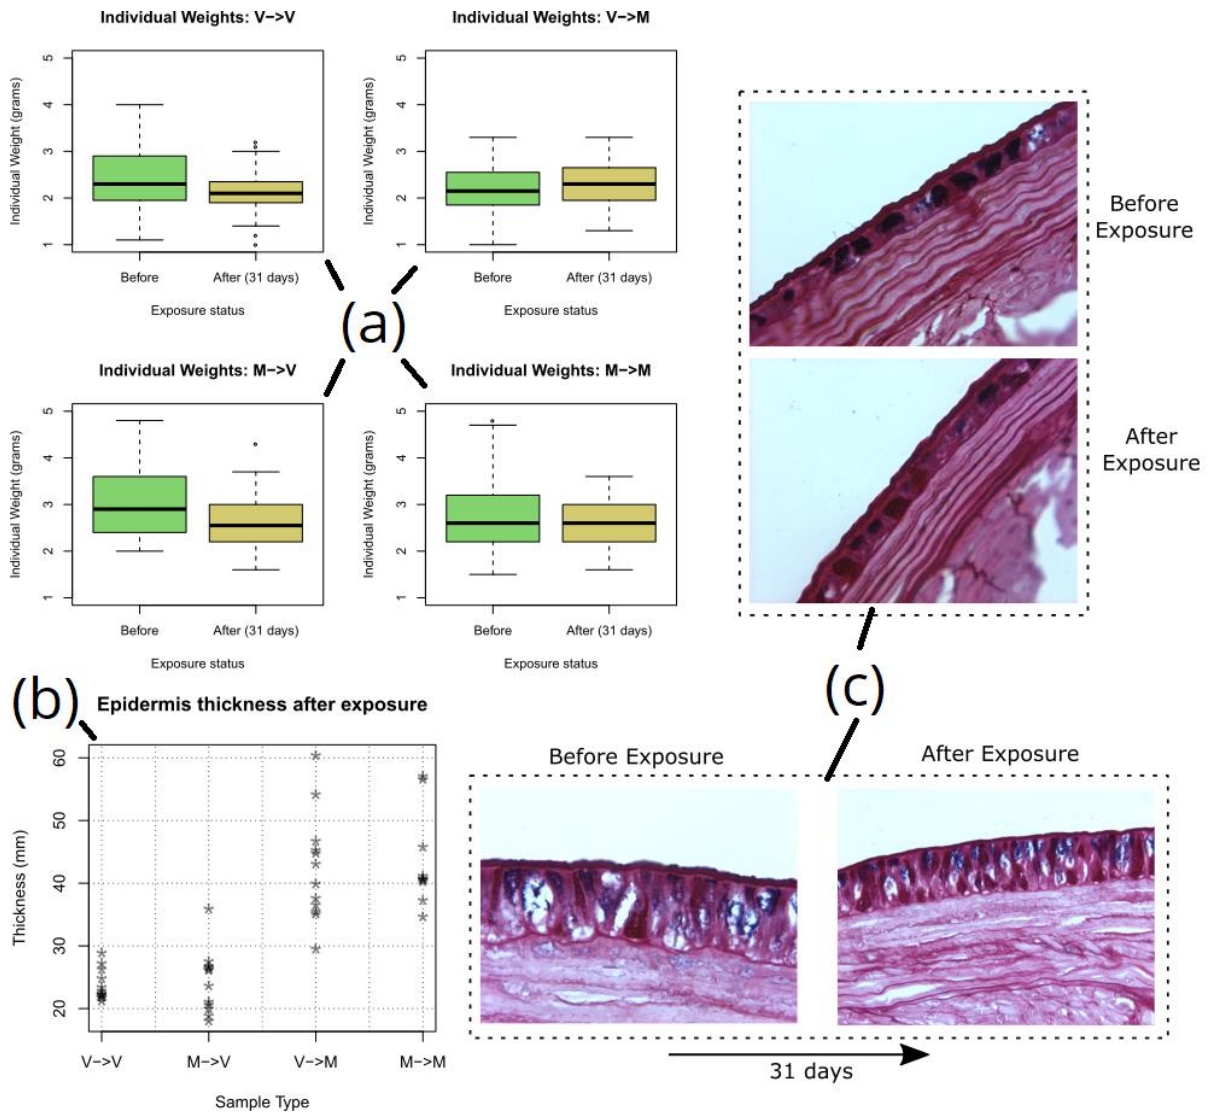 Individual Weights: V−>V
Individual Weights: V−>M
Individual Weight (grams)
5
4
3
2
1
Before
After (31 days)
Exposure status
Individual Weight (grams)
5
4
3
2
1
Before
After (31 days)
Exposure status
(a)
Individual Weights: M−>V
Individual Weights: M−>M
Individual Weight (grams)
5
4
3
2
1
Before
After (31 days)
Exposure status
Individual Weight (grams)
5
4
3
2
1
Before
After (31 days)
Exposure status
Before
Exposure
After
Exposure
(b)
Epidermis thickness after exposure
Thickness (mm)
60
50
40
30
20
V−>V
M−>V
V−>M
M−>M
Sample Type
(c)
Before Exposure
After Exposure
31 days